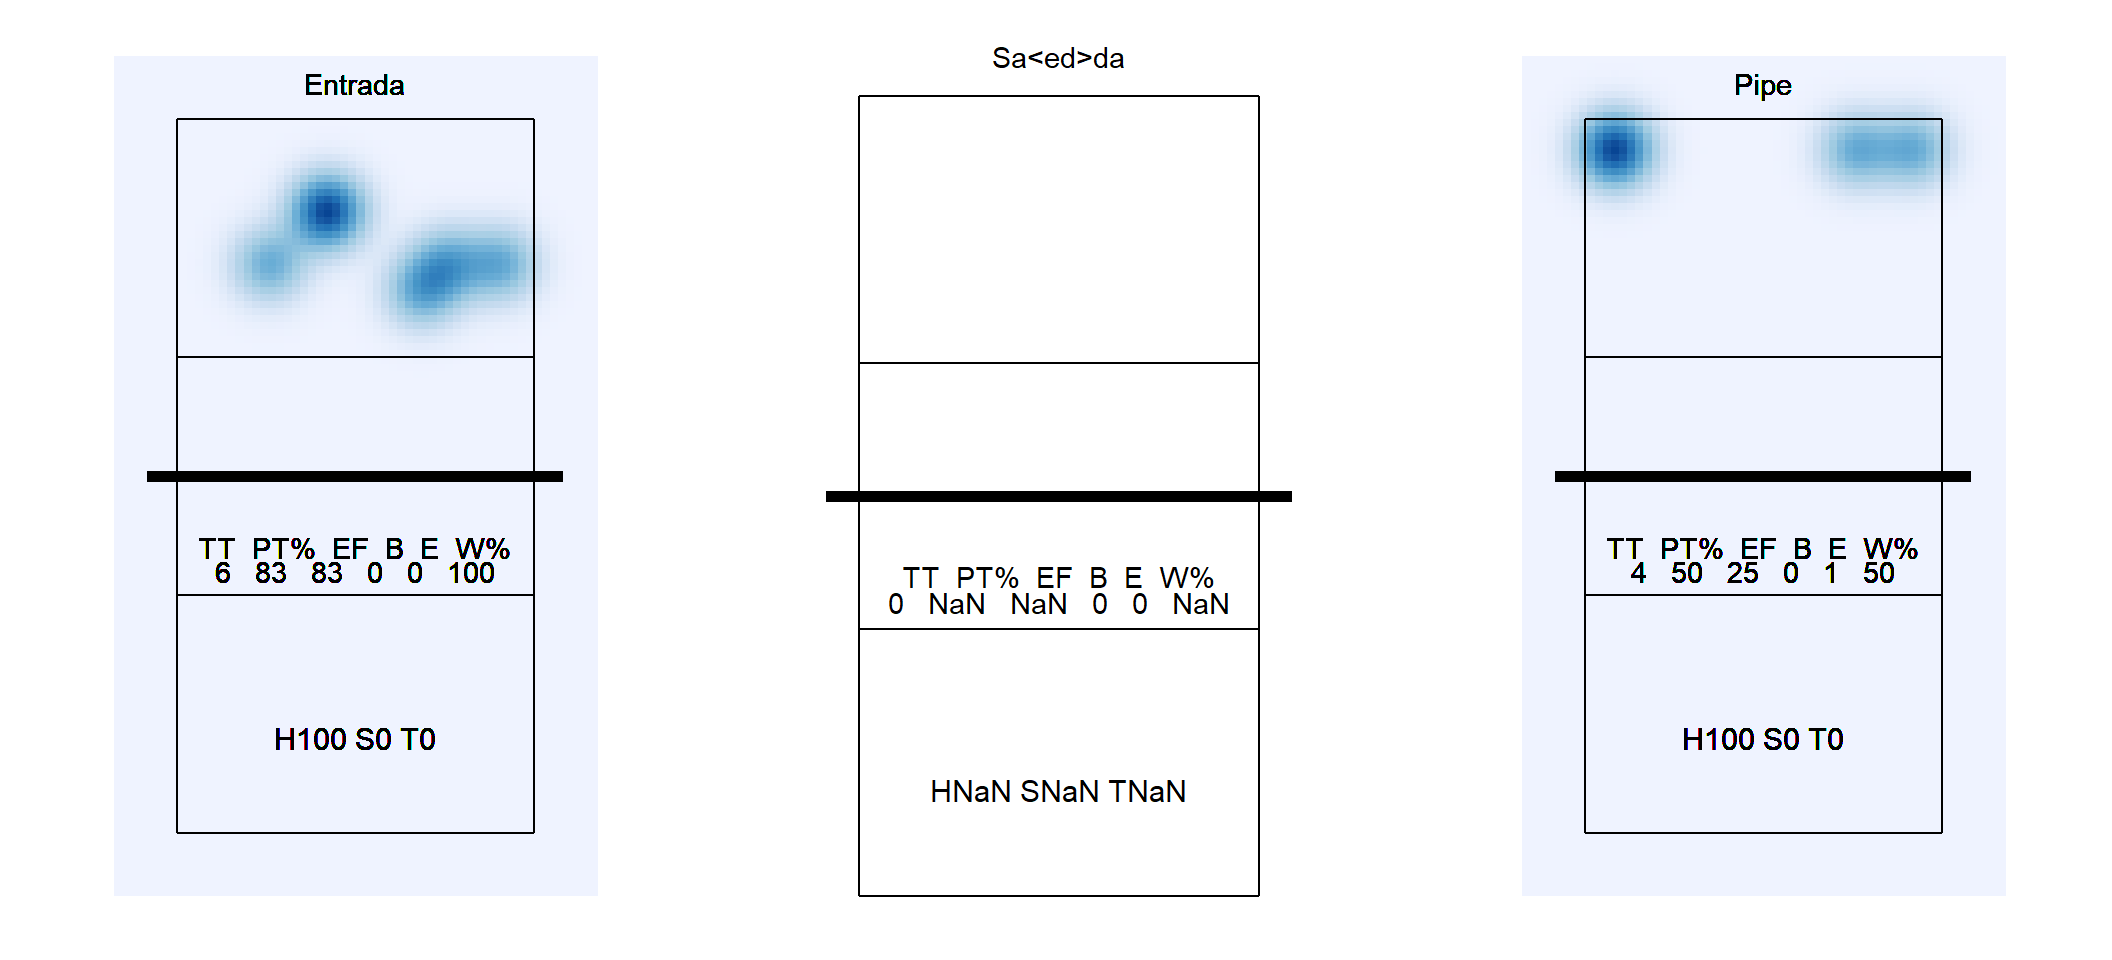 Entrada
TT PT% EF B E W%
6 83 83 0 0 100
H100 S0 T0
Sa<ed>da
TT PT% EF B E W%
0 NaN NaN 0 0 NaN
HNaN SNaN TNaN
Pipe
TT PT% EF B E W%
4 50 25 0 1 50
H100 S0 T0